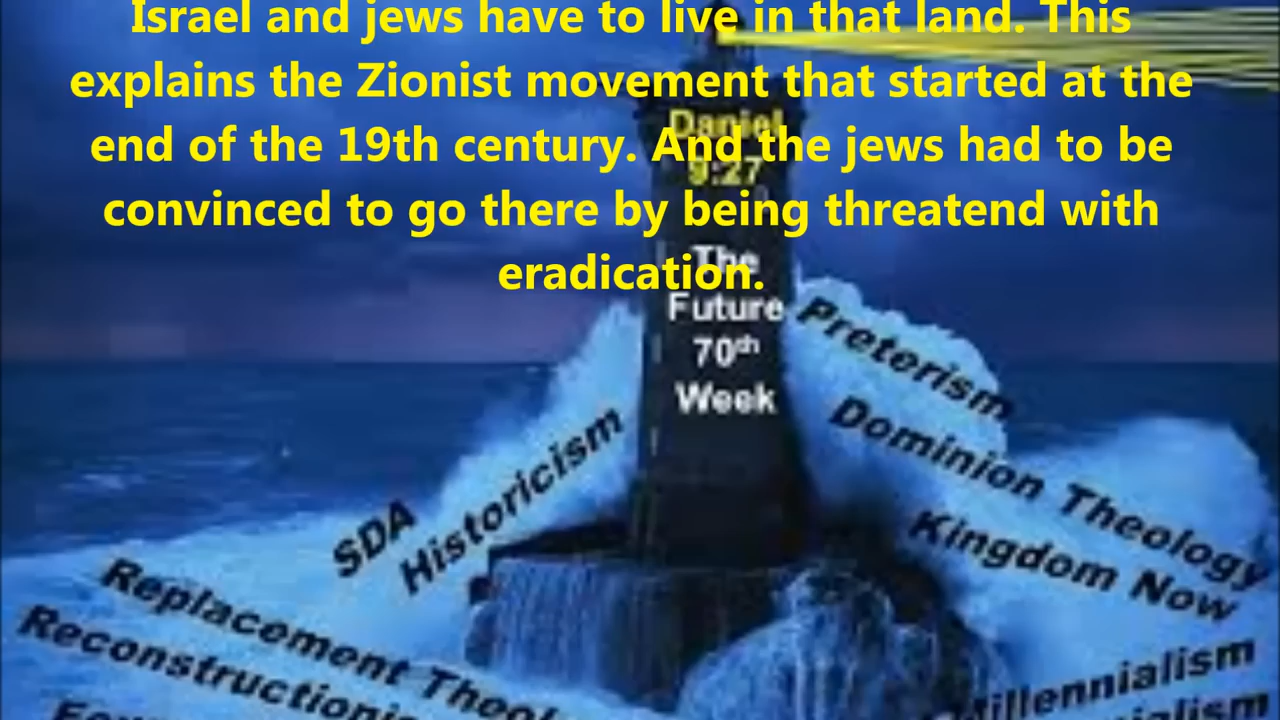 Israel and jews have to live in that land. This
explains the Zionist movement that started at the
end of the 19th century. And the jews had to be
convinced to go there by being threatend with
eradication.
Daniel
9:27
The
Future
70th
Week
Preterism
Dominion Theology
Kingdom Now
SDA
Historicism
Replacement Theol
Reconstructionis